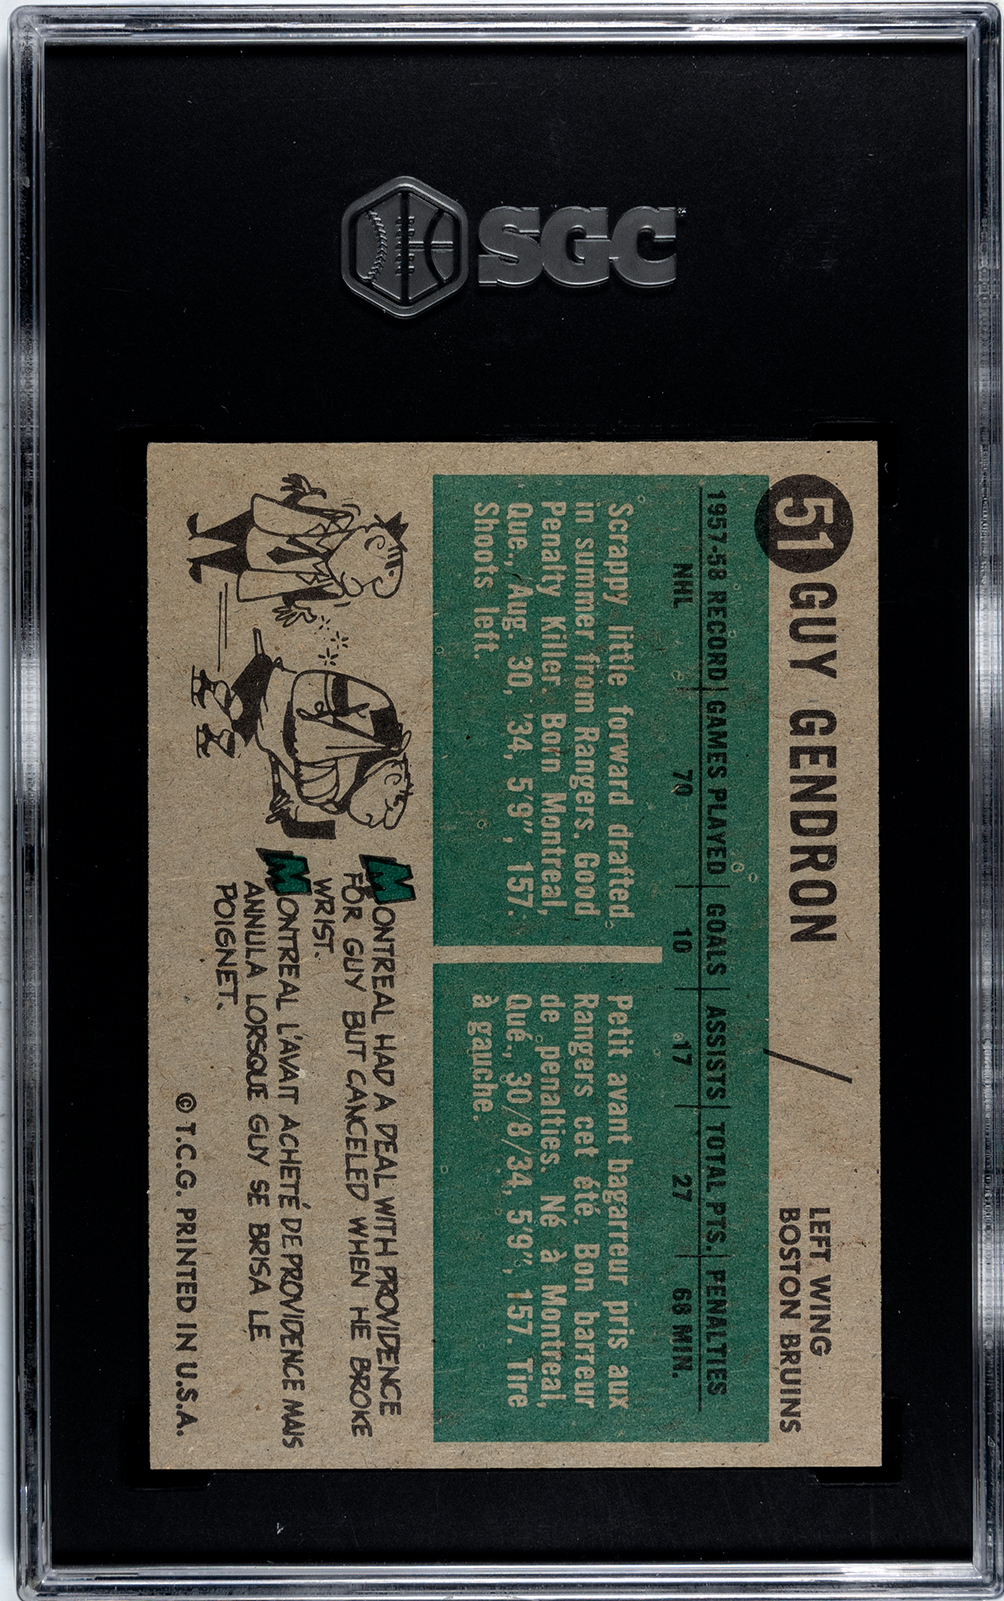 SGC
51 GUY GENDRON
LEFT WING
BOSTON BRUINS
1957-58 RECORD GAMES PLAYED GOALS ASSISTS TOTAL PTS. PENALTIES
NHL 70 10 17 27 68 MIN.
Scrappy little forward drafted
in summer from Rangers. Good
Penalty Killer. Born Montreal,
Que., Aug. 30, '34, 5'9", 157.
Shoots left.
Petit avant bagarreur pris aux
Rangers cet été. Bon barreur
de penalties. Né à Montreal,
Qué., 30/8/34, 5'9", 157. Tire
à gauche.
MONTREAL HAD A DEAL WITH PROVIDENCE
FOR GUY BUT CANCELED WHEN HE BROKE
WRIST.
MONTREAL L'AVAIT ACHETÉ DE PROVIDENCE MAIS
ANNULA LORSQUE GUY SE BRISA LE
POIGNET.
© T.C.G. PRINTED IN U.S.A.